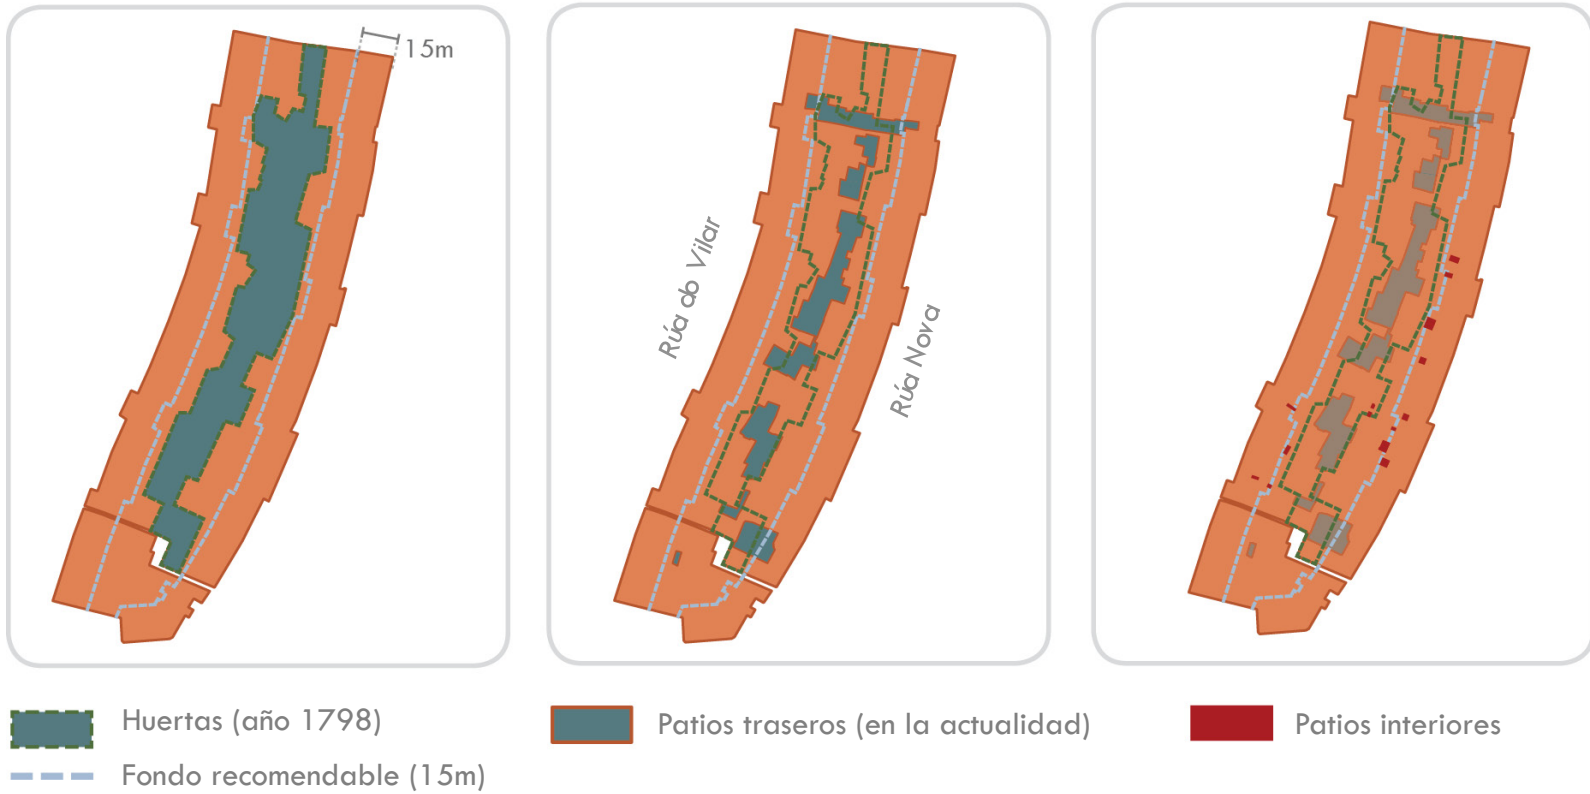 15m
Rúa do Vilar
Rúa Nova
Huertas (año 1798)
Patios traseros (en la actualidad)
Patios interiores
Fondo recomendable (15m)